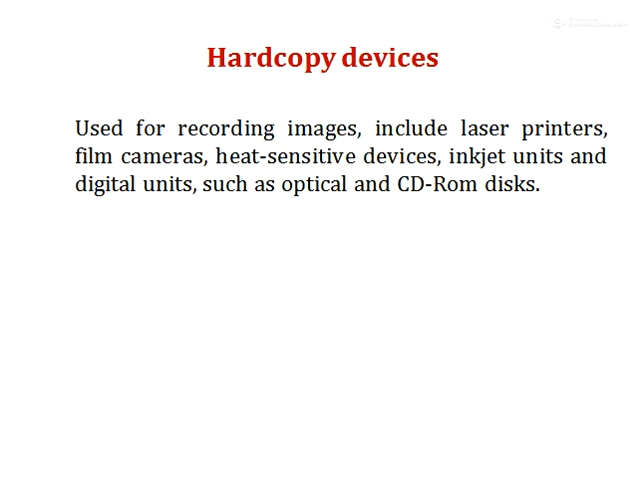 Hardcopy devices
Used for recording images, include laser printers,
film cameras, heat-sensitive devices, inkjet units and
digital units, such as optical and CD-Rom disks.